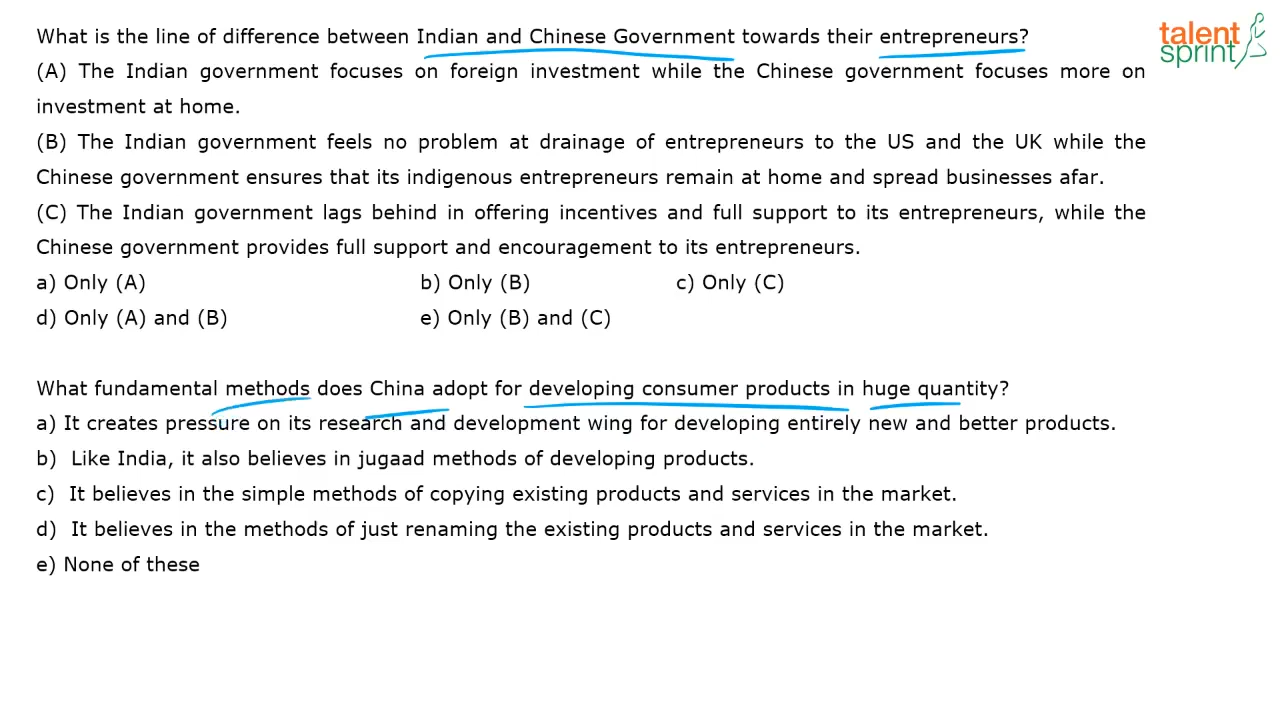 What is the line of difference between Indian and Chinese Government towards their entrepreneurs?
talent
sprint
(A) The Indian government focuses on foreign investment while the Chinese government focuses more on
investment at home.
(B) The Indian government feels no problem at drainage of entrepreneurs to the US and the UK while the
Chinese government ensures that its indigenous entrepreneurs remain at home and spread businesses afar.
(C) The Indian government lags behind in offering incentives and full support to its entrepreneurs, while the
Chinese government provides full support and encouragement to its entrepreneurs.
a) Only (A) b) Only (B) c) Only (C)
d) Only (A) and (B) e) Only (B) and (C)
What fundamental methods does China adopt for developing consumer products in huge quantity?
a) It creates pressure on its research and development wing for developing entirely new and better products.
b) Like India, it also believes in jugaad methods of developing products.
c) It believes in the simple methods of copying existing products and services in the market.
d) It believes in the methods of just renaming the existing products and services in the market.
e) None of these